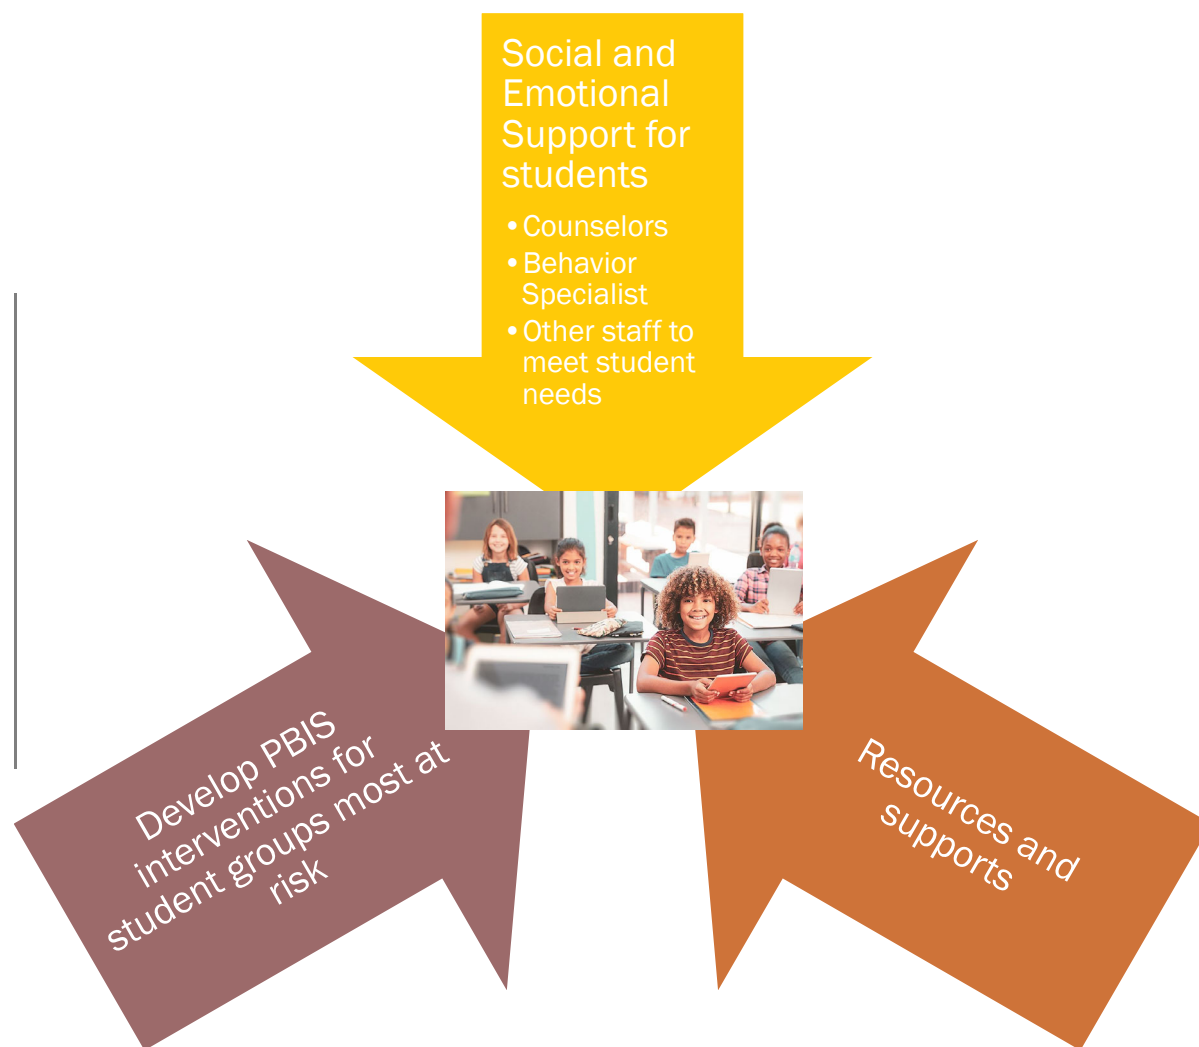 Social and
Emotional
Support for
students
•Counselors
•Behavior
Specialist
•Other staff to
meet student
needs
Develop PBIS
interventions for
student groups most at
risk
Resources and
supports